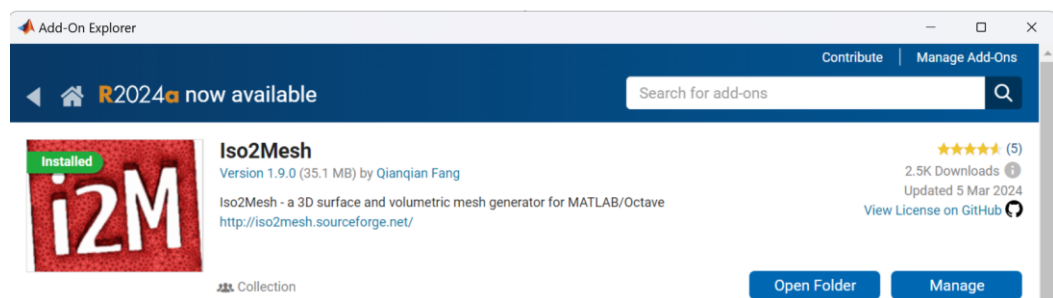 Add-On Explorer
Contribute | Manage Add-Ons
R2024a now available
Search for add-ons
Installed
i2M
Iso2Mesh
Version 1.9.0 (35.1 MB) by Qianqian Fang
Iso2Mesh - a 3D surface and volumetric mesh generator for MATLAB/Octave
http://iso2mesh.sourceforge.net/
Collection
(5)
2.5K Downloads
Updated 5 Mar 2024
View License on GitHub
Open Folder
Manage